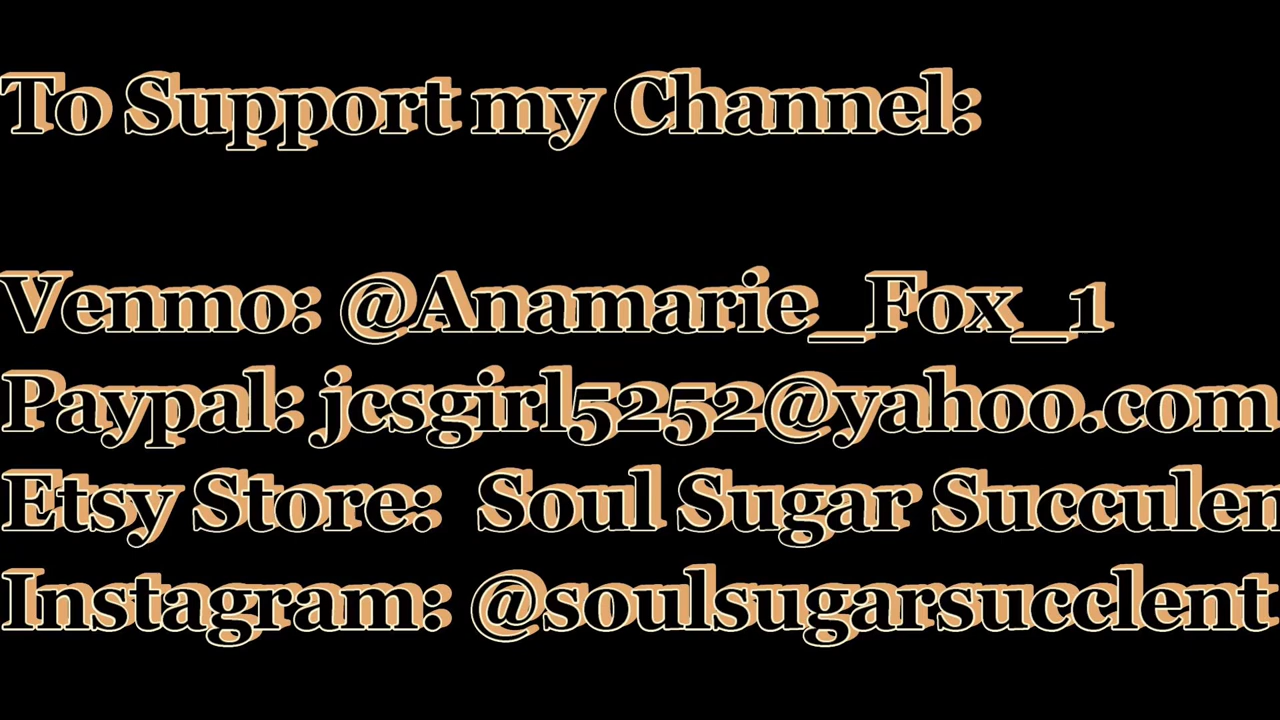 To Support my Channel:
Venmo: @Anamarie_Fox_1
Paypal: jcsgirl5252@yahoo.com
Etsy Store: Soul Sugar Succulen
Instagram: @soulsugarsucclent